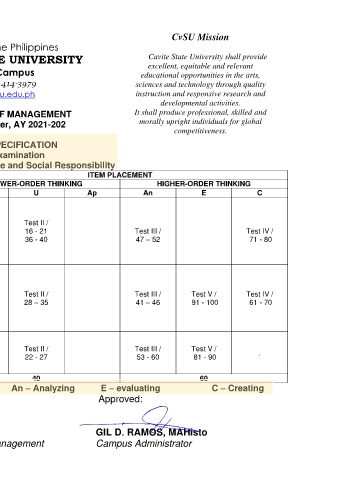 he Philippines
TE UNIVERSITY
Campus
414-3979
u.edu.ph
CvSU Mission
Cavite State University shall provide
excellent, equitable and relevant
educational opportunities in the arts,
sciences and technology through quality
instruction and responsive research and
developmental activities.
It shall produce professional, skilled and
morally upright individuals for global
competitiveness.
OF MANAGEMENT
ter, AY 2021-202
PECIFICATION
xamination
e and Social Responsibility
ITEM PLACEMENT
WER-ORDER THINKING HIGHER-ORDER THINKING
U Ap An E C
Test II / Test III / Test IV /
16 - 21 47 – 52 71 - 80
36 - 40
Test II / Test III / Test V / Test IV /
28 – 35 41 – 46 91 - 100 61 - 70
Test II / Test III / Test V /
22 - 27 53 - 60 81 - 90
40 60
An – Analyzing E – evaluating C – Creating
Approved:
GIL D. RAMOS, MAHisto
anagement Campus Administrator